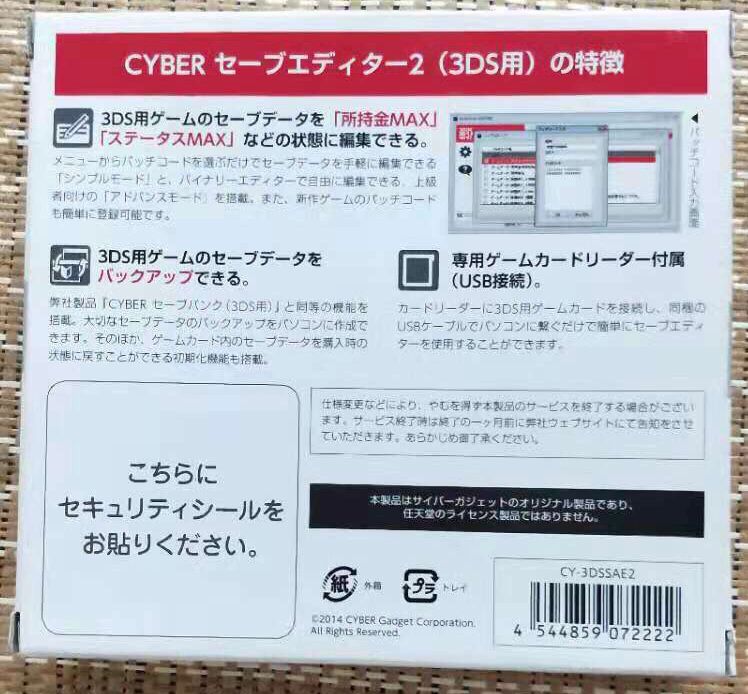 CYBER セーブエディター2（3DS用）の特徴
3DS用ゲームのセーブデータを「所持金MAX」
「ステータスMAX」などの状態に編集できる。
メニューからパッチコードを選ぶだけでセーブデータを手軽に編集できる
「シンプルモード」と、バイナリーエディターで自由に編集できる、上級
者向けの「アドバンスモード」を搭載。また、新作ゲームのパッチコード
も簡単に登録可能です。
▲パッチコード入力画面
3DS用ゲームのセーブデータを
バックアップできる。
弊社製品『CYBER セーブバンク（3DS用）』と同等の機能を
搭載。大切なセーブデータのバックアップをパソコンに作成で
きます。そのほか、ゲームカード内のセーブデータを購入時の
状態に戻すことができる初期化機能も搭載。
専用ゲームカードリーダー付属
（USB接続）。
カードリーダーに3DS用ゲームカードを接続し、同梱の
USBケーブルでパソコンに繋ぐだけで簡単にセーブエディ
ターを使用することができます。
こちらに
セキュリティシールを
お貼りください。
仕様変更などにより、やむを得ず本製品のサービスを終了する場合がござい
ます。サービス終了時は終了の一ヶ月前に弊社ウェブサイトにて告知をさせ
ていただきます。あらかじめ御了承ください。
本製品はサイバーガジェットのオリジナル製品であり、
任天堂のライセンス製品ではありません。
紙 外箱
プラ トレイ
©2014 CYBER Gadget Corporation.
All Rights Reserved.
CY-3DSSAE2
4 544859 072222